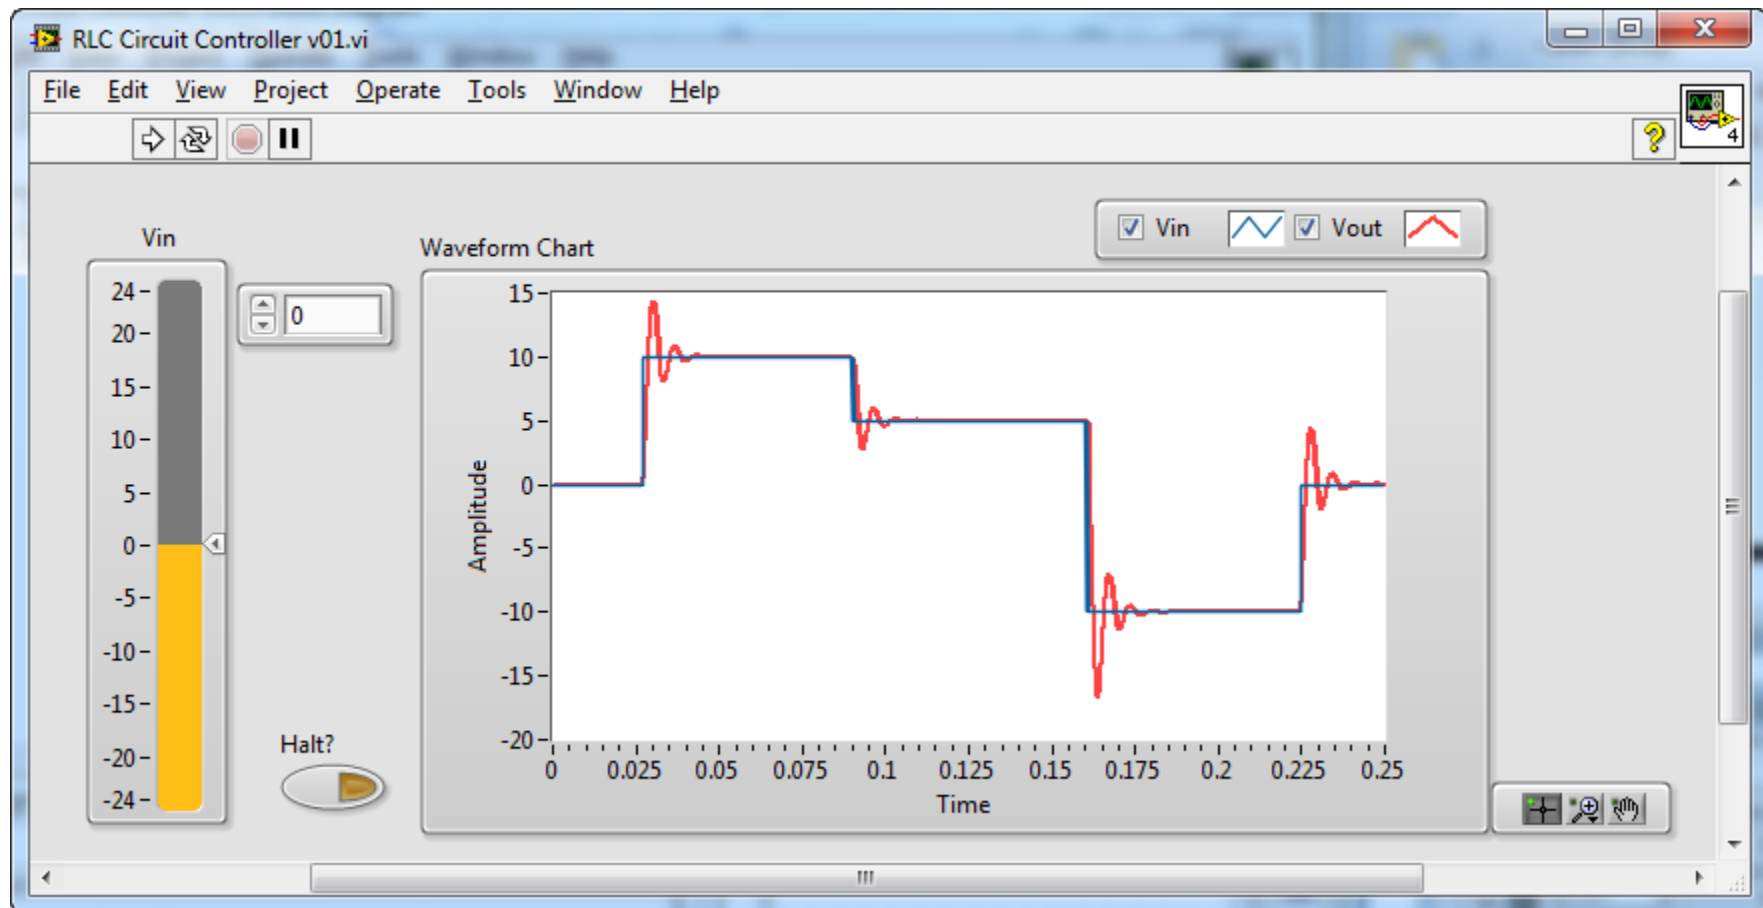 RLC Circuit Controller v01.vi
File Edit View Project Operate Tools Window Help
4
Vin
24
20
15
10
5
0
-5
-10
-15
-20
-24
0
Halt?
Waveform Chart
Vin Vout
Amplitude
15
10
5
0
-5
-10
-15
-20
0 0.025 0.05 0.075 0.1 0.125 0.15 0.175 0.2 0.225 0.25
Time